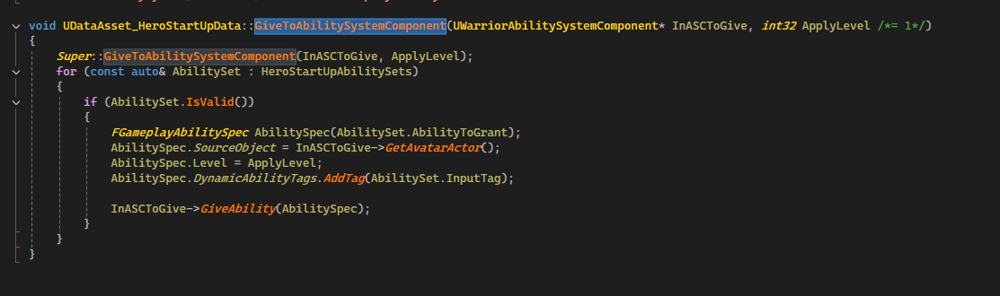 void UDataAsset_HeroStartUpData::GiveToAbilitySystemComponent(UWarriorAbilitySystemComponent* InASCToGive, int32 ApplyLevel /*= 1*/)
{
    Super::GiveToAbilitySystemComponent(InASCToGive, ApplyLevel);
    for (const auto& AbilitySet : HeroStartUpAbilitySets)
    {
        if (AbilitySet.IsValid())
        {
            FGameplayAbilitySpec AbilitySpec(AbilitySet.AbilityToGrant);
            AbilitySpec.SourceObject = InASCToGive->GetAvatarActor();
            AbilitySpec.Level = ApplyLevel;
            AbilitySpec.DynamicAbilityTags.AddTag(AbilitySet.InputTag);

            InASCToGive->GiveAbility(AbilitySpec);
        }
    }
}